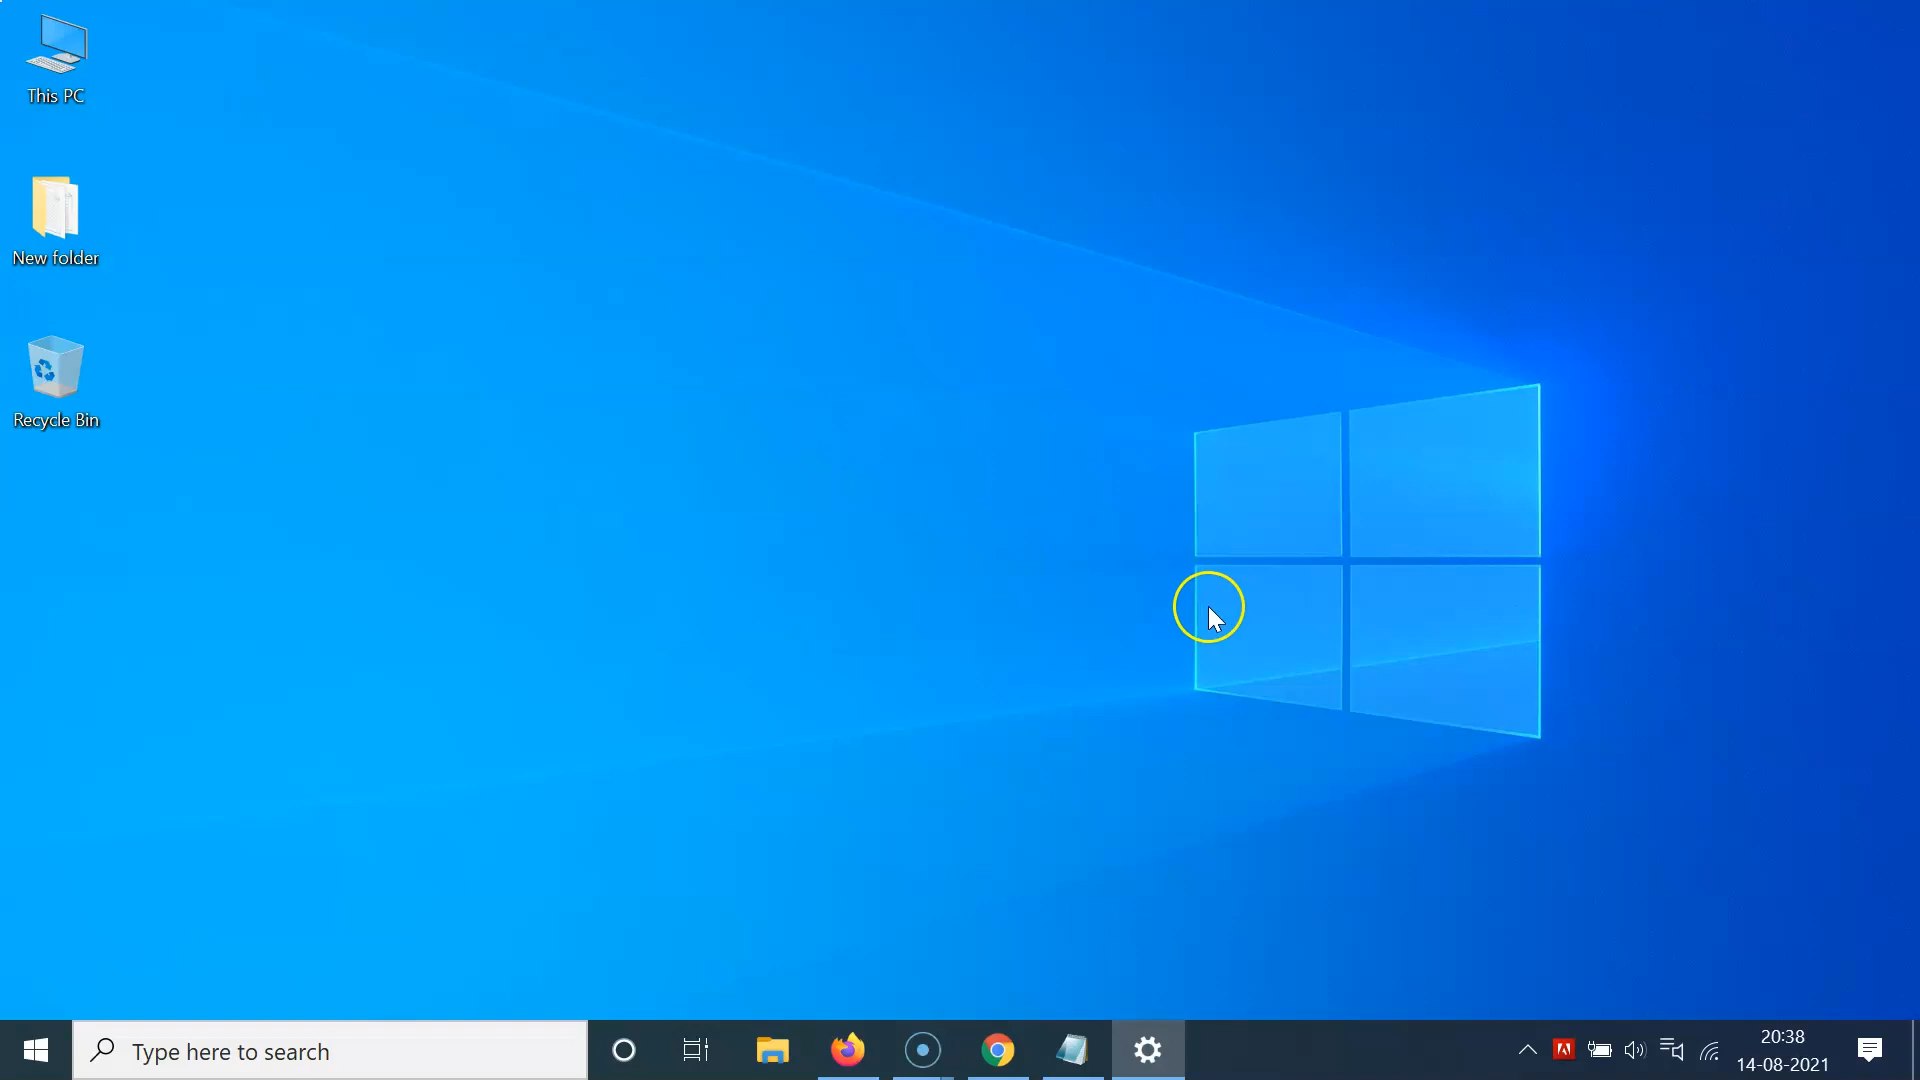 This PC
New folder
Recycle Bin
Type here to search
20:38
14-08-2021